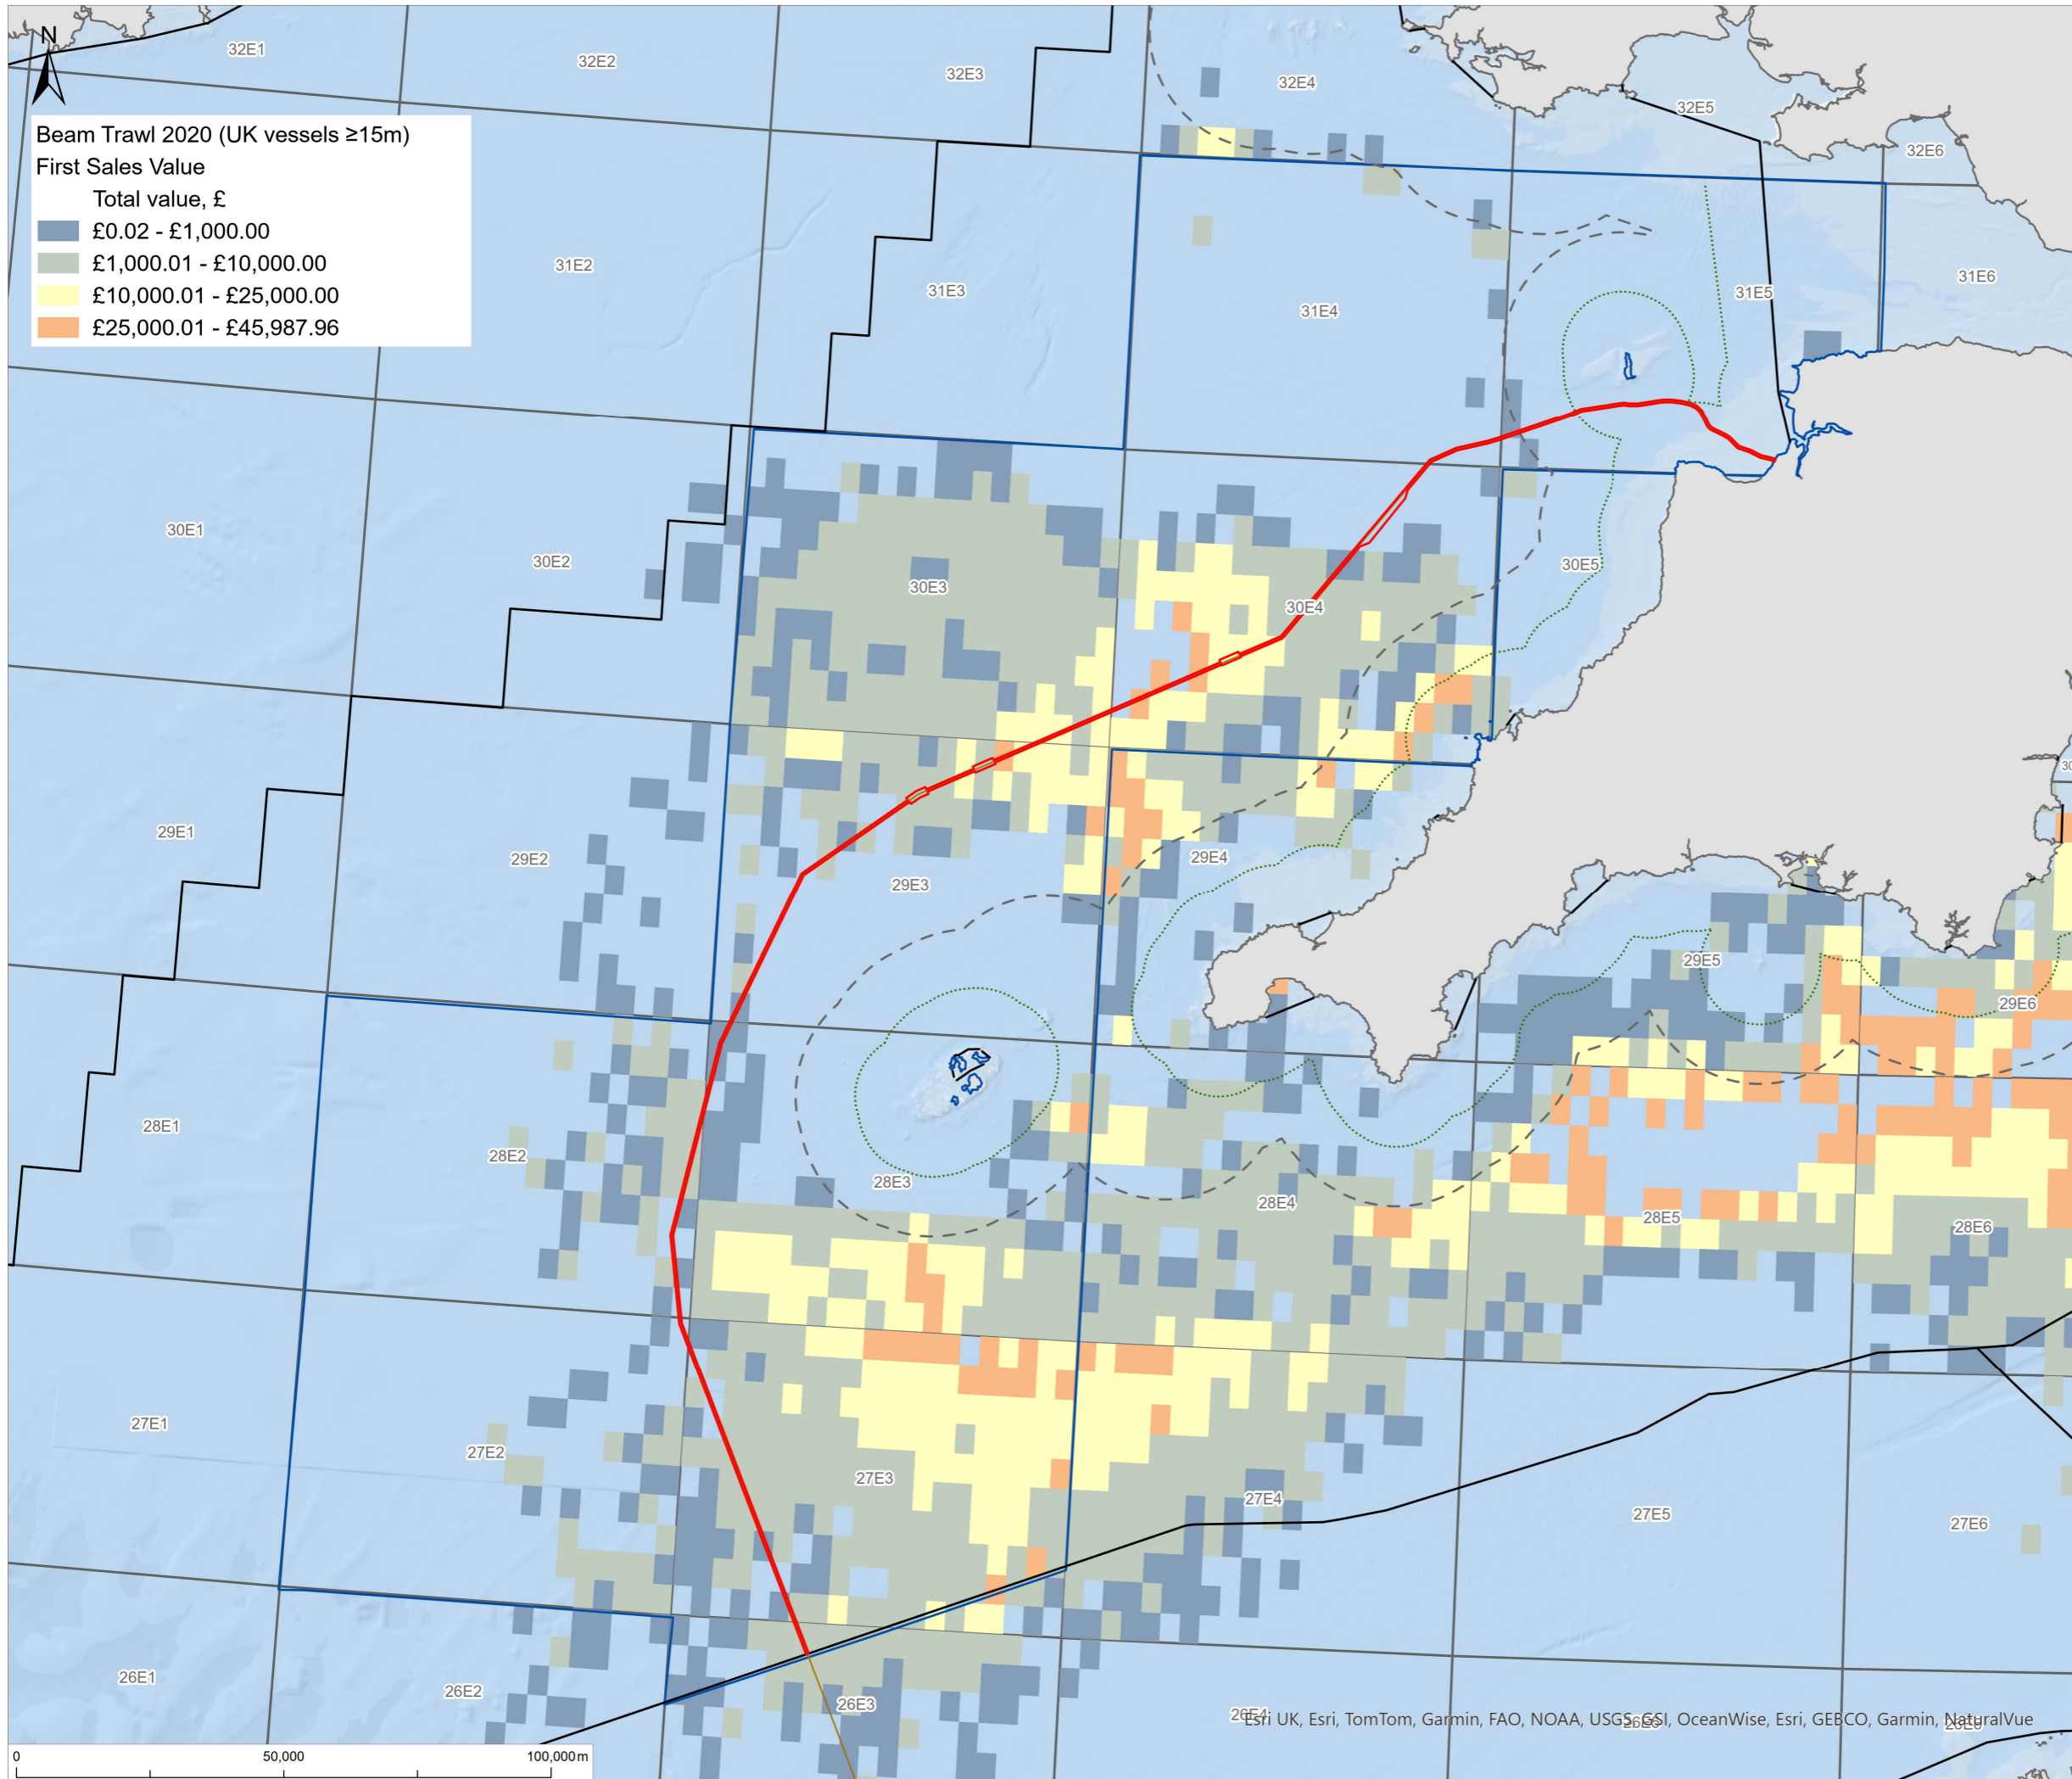 N
32E1
32E2
32E3
32E4
32E5
32E6
Beam Trawl 2020 (UK vessels ≥15m)
First Sales Value
Total value, £
£0.02 - £1,000.00
£1,000.01 - £10,000.00
£10,000.01 - £25,000.00
£25,000.01 - £45,987.96
31E2
31E3
31E4
31E5
31E6
30E1
30E2
30E3
30E4
30E5
30
29E1
29E2
29E3
29E4
29E5
29E6
28E1
28E2
28E3
28E4
28E5
28E6
27E1
27E2
27E3
27E4
27E5
27E6
26E1
26E2
26E3
26E4
26E5
26E6
Esri UK, Esri, TomTom, Garmin, FAO, NOAA, USGS, GSI, OceanWise, Esri, GEBCO, Garmin, NaturalVue
0 50,000 100,000 m